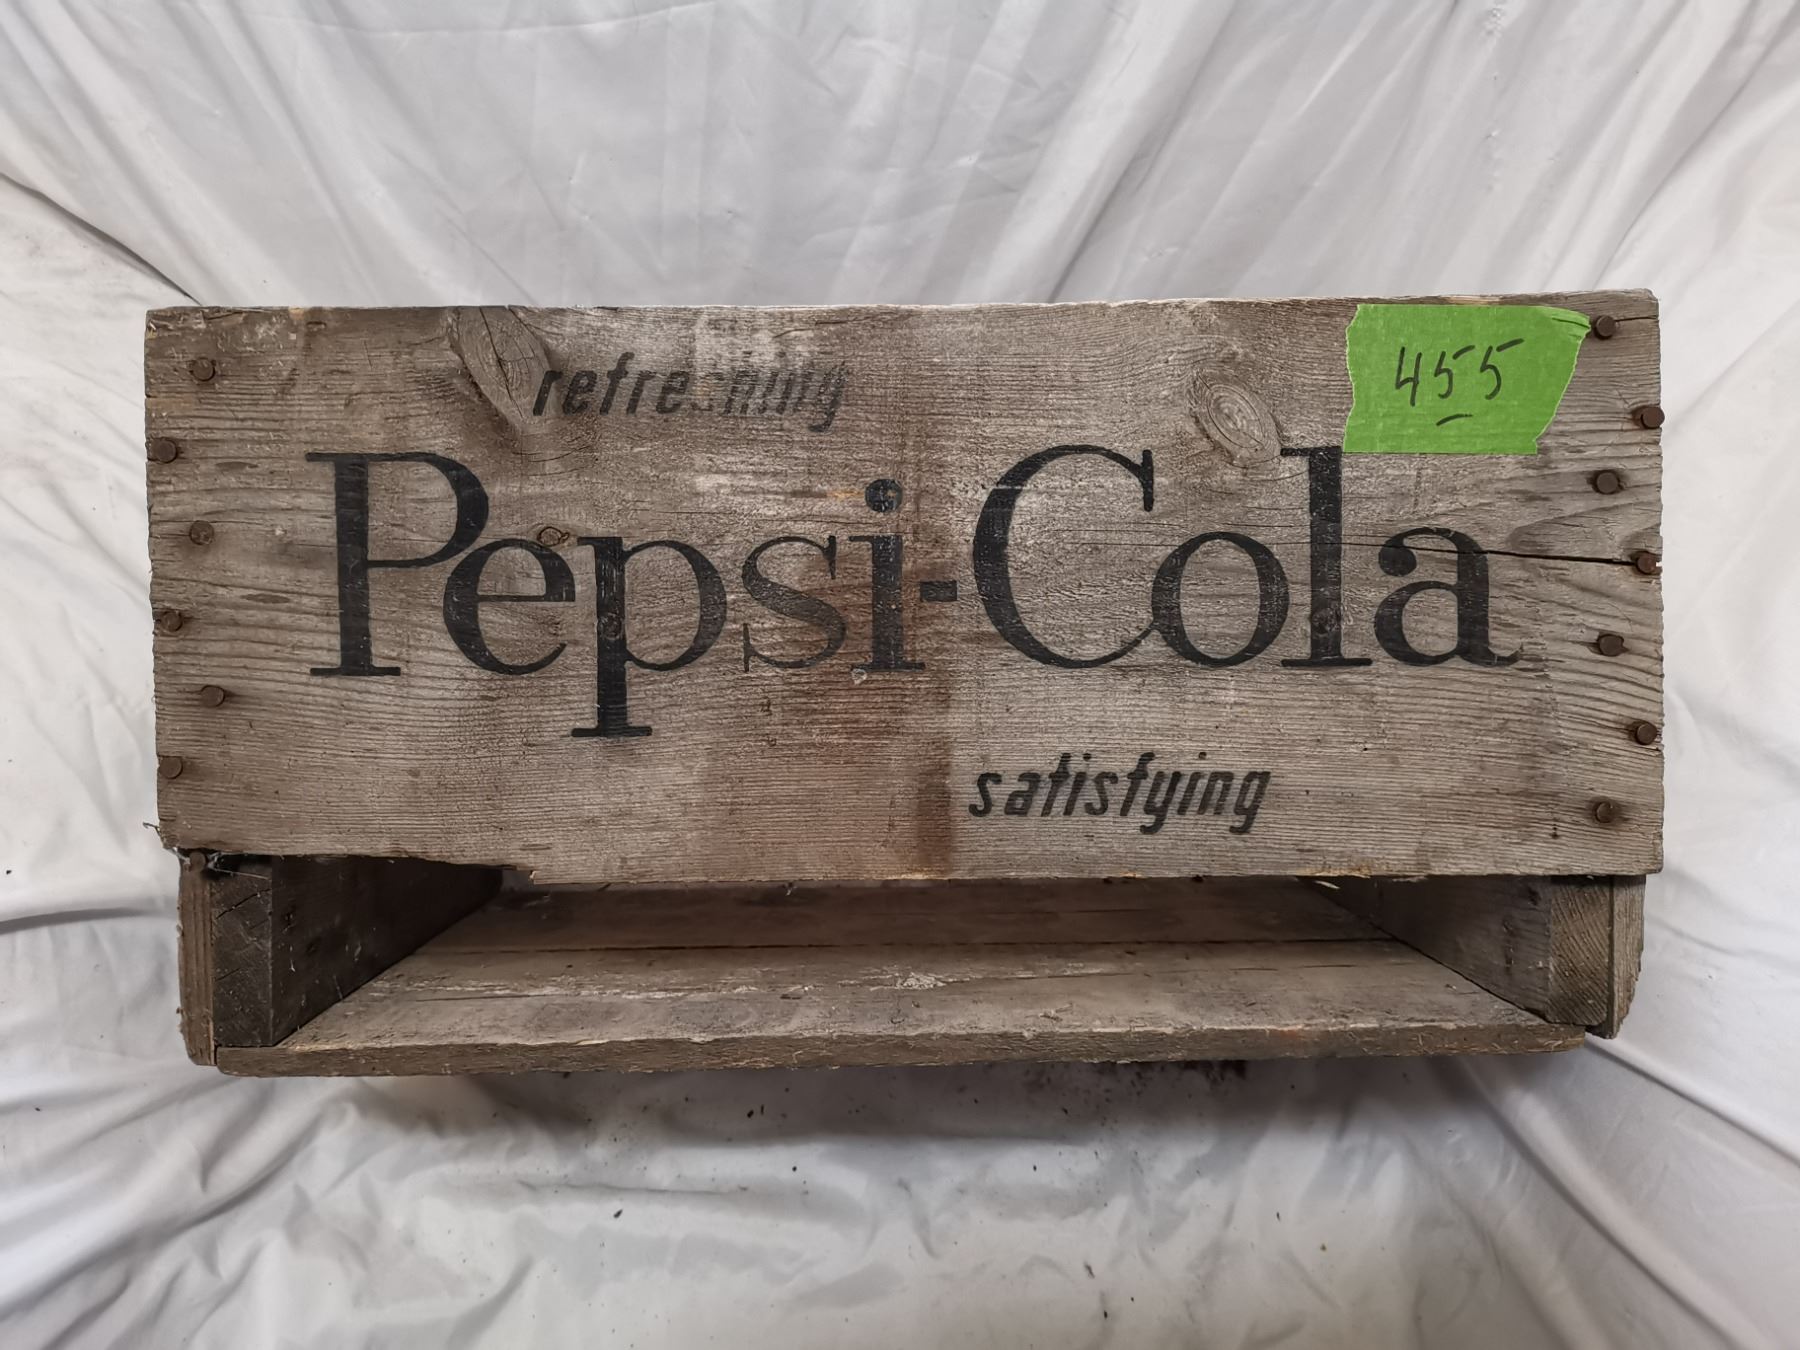 455
refreshing
Pepsi-Cola
satisfying